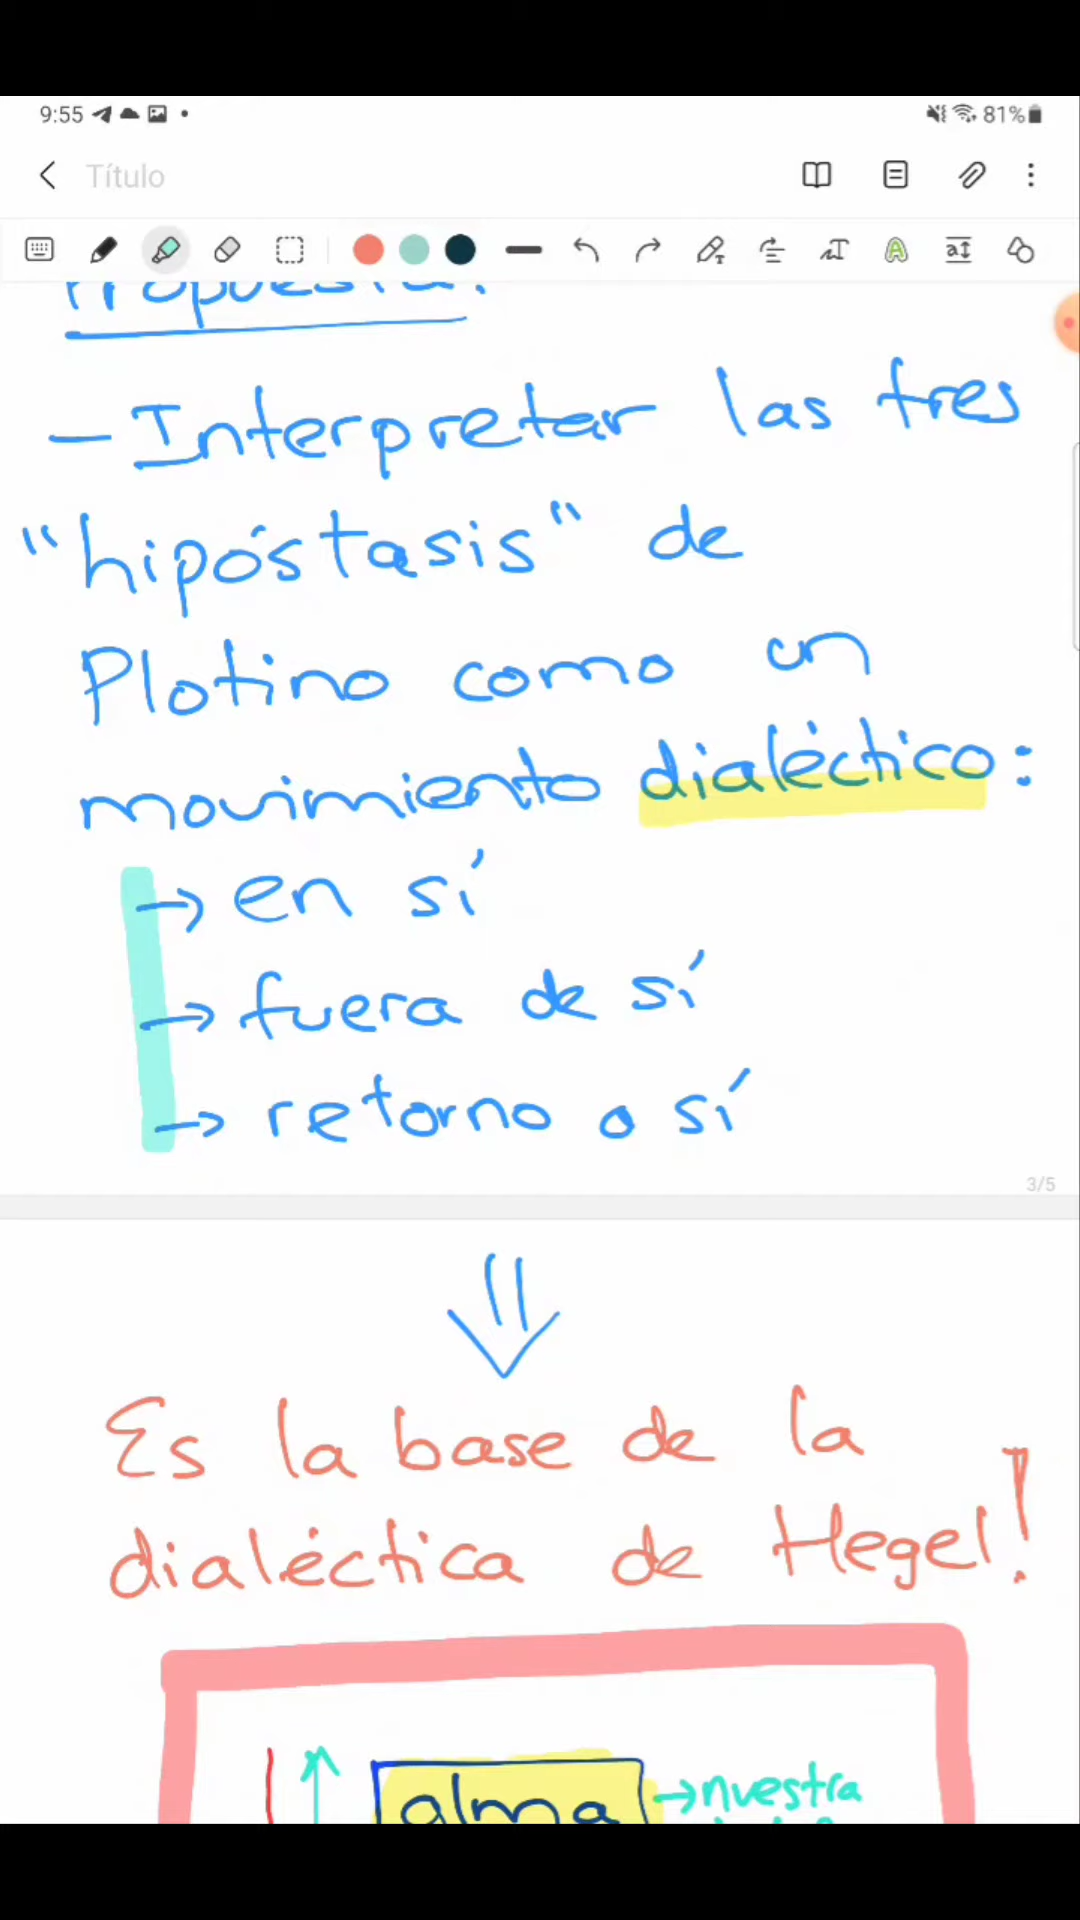 9:55
81%
Título
Propuesta:
- Interpretar las tres
"hipóstasis" de
Plotino como un
movimiento dialéctico:
→ en sí
→ fuera de sí
→ retorno a sí
3/5
Es la base de la
dialéctica de Hegel!
alma → nuestra